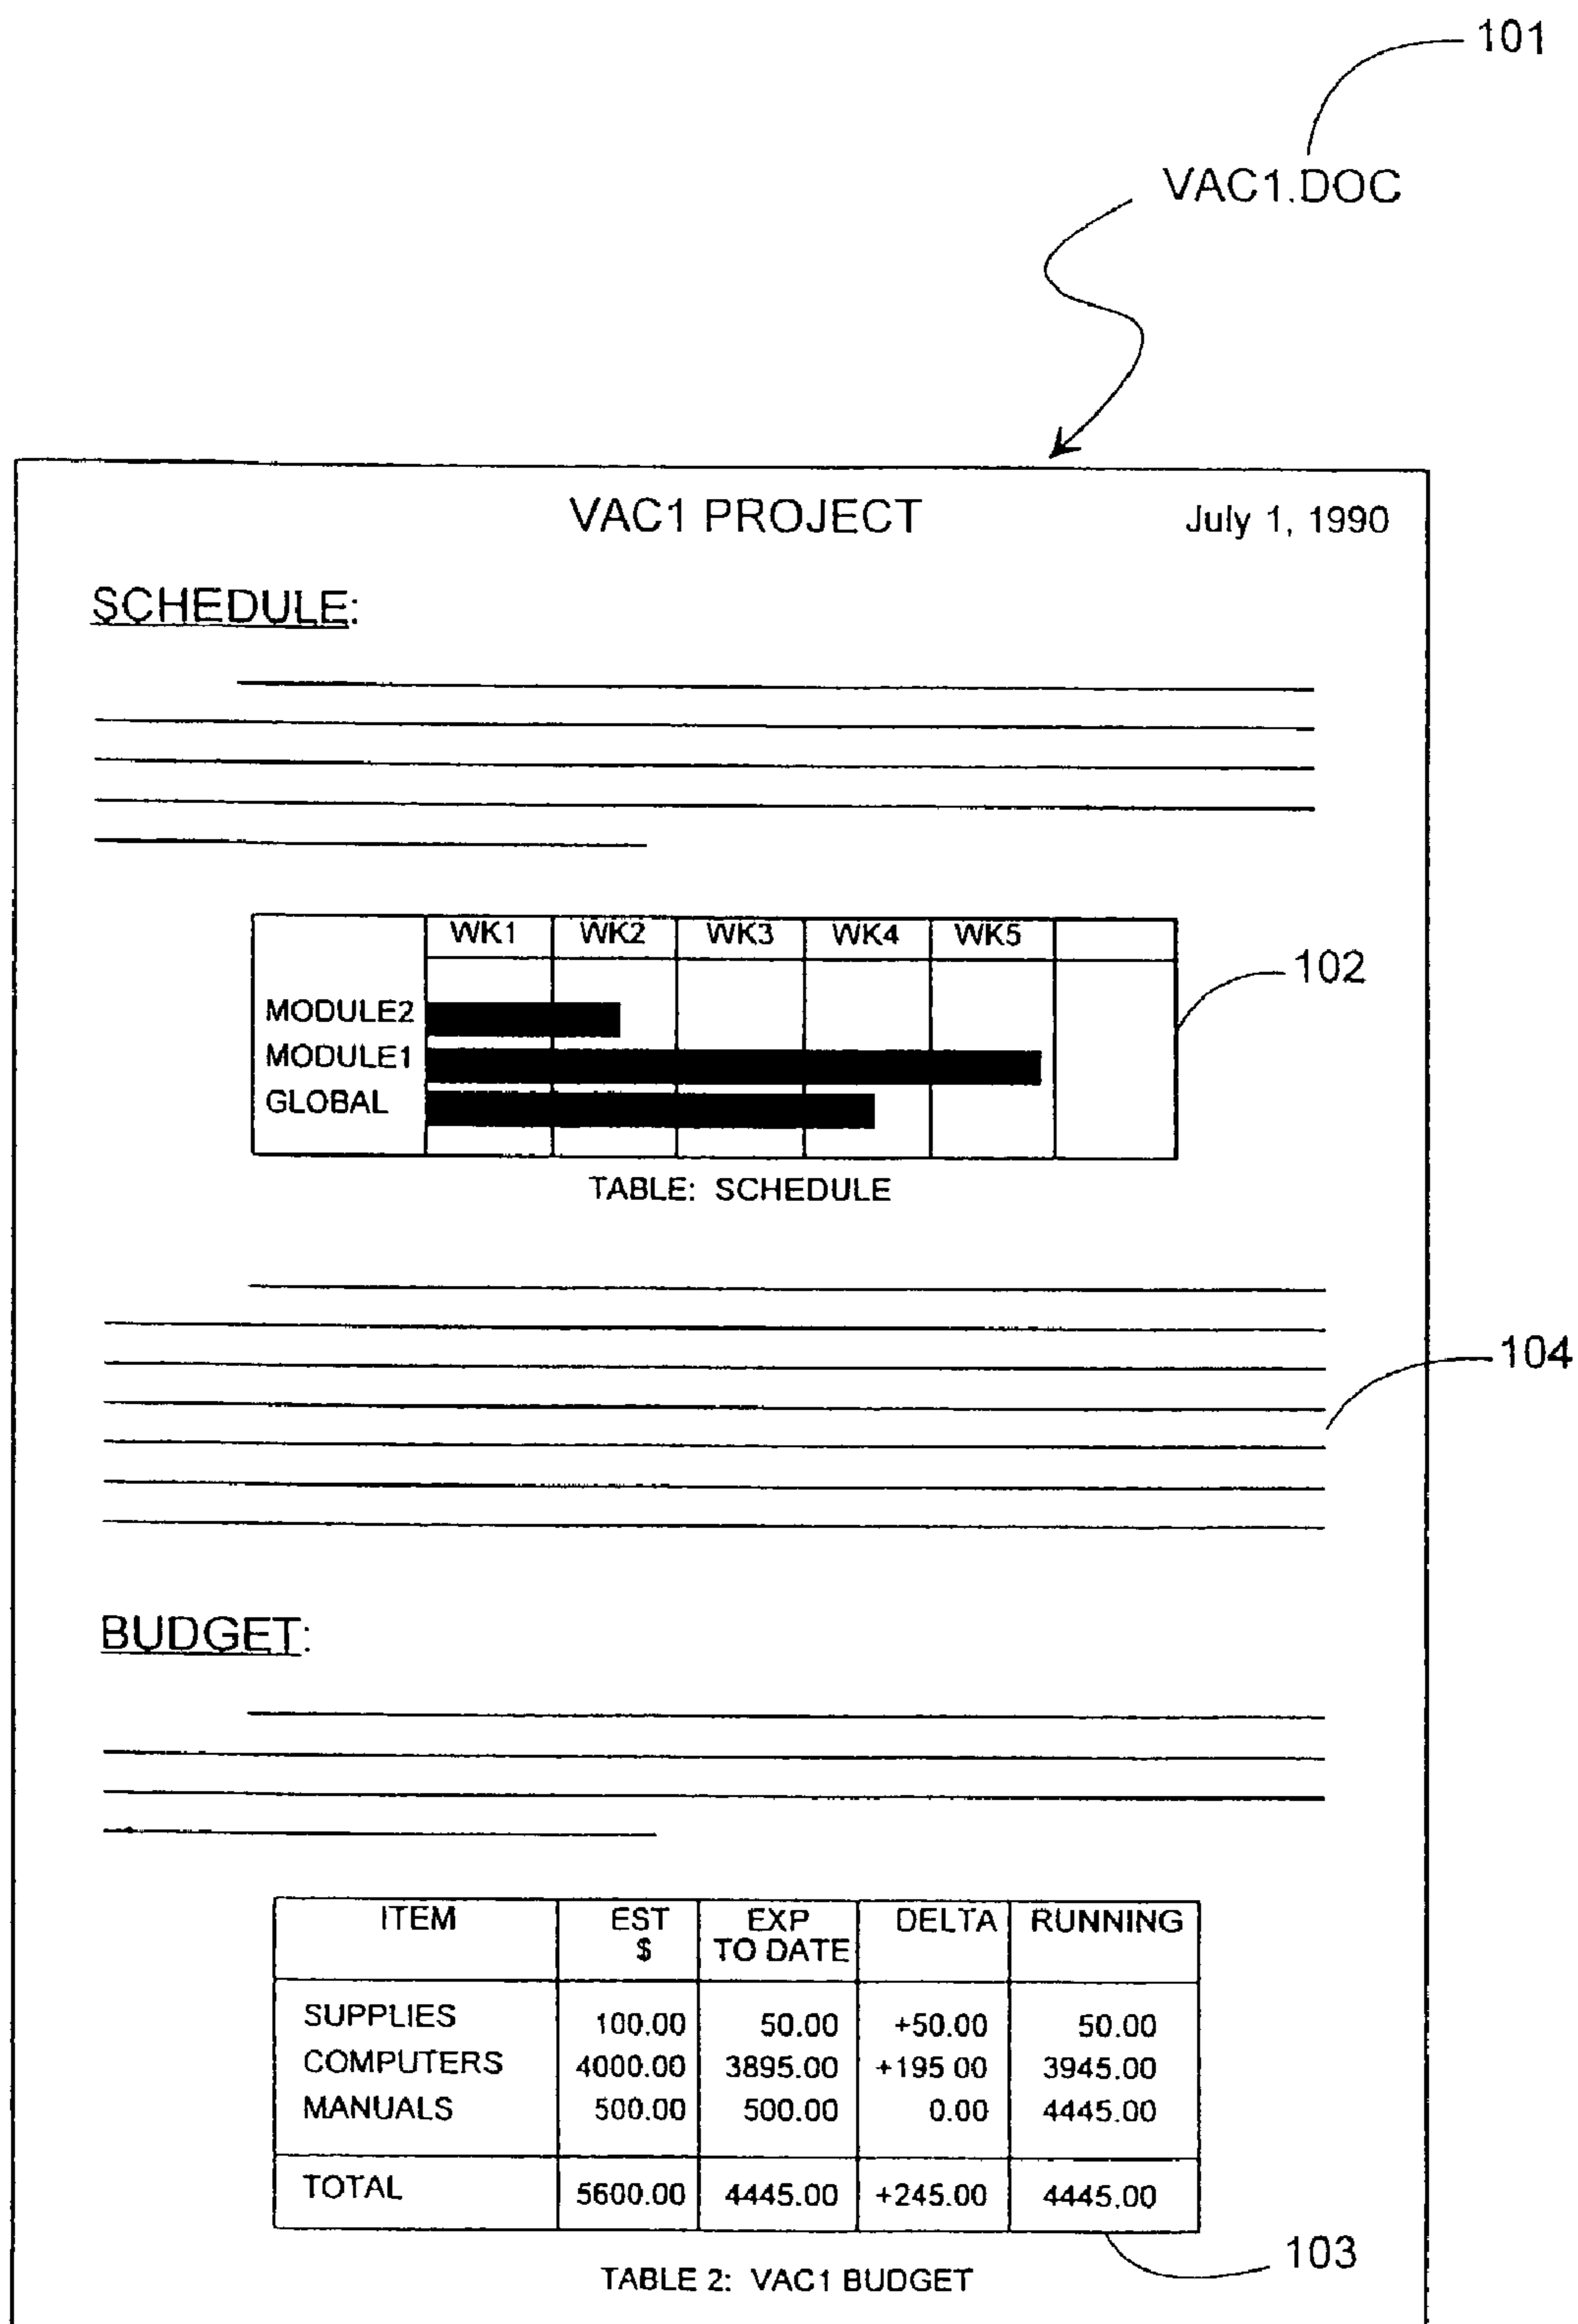 101
VAC1.DOC
VAC1 PROJECT July 1, 1990
SCHEDULE:
WK1 WK2 WK3 WK4 WK5
102
MODULE2
MODULE1
GLOBAL
TABLE: SCHEDULE
104
BUDGET:
ITEM EST EXP DELTA RUNNING
$ TO DATE
SUPPLIES 100.00 50.00 +50.00 50.00
COMPUTERS 4000.00 3895.00 +195 00 3945.00
MANUALS 500.00 500.00 0.00 4445.00
TOTAL 5600.00 4445.00 +245.00 4445.00
103
TABLE 2: VAC1 BUDGET